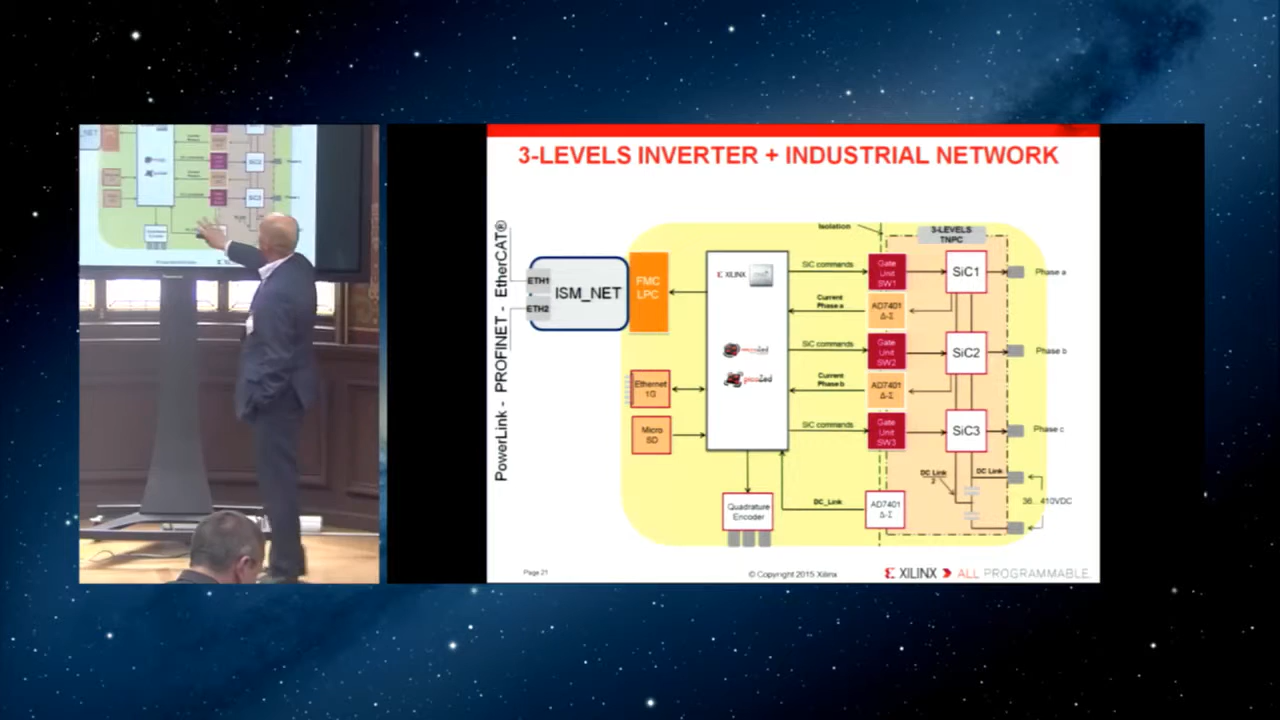 3-LEVELS INVERTER + INDUSTRIAL NETWORK
PowerLink - PROFINET - EtherCAT®
Isolation
3-LEVELS
TNPC
ETH1
ISM_NET
ETH2
FMC
LPC
XILINX
SiC commands
Gate
Unit
SW1
SiC1
Phase a
Current
Phase a
AD7401
Δ-Σ
SiC commands
Gate
Unit
SW2
SiC2
Phase b
Current
Phase b
AD7401
Δ-Σ
Ethernet
1G
SiC commands
Gate
Unit
SW3
SiC3
Phase c
Micro
SD
DC Link
2
DC Link
36...410VDC
Quadrature
Encoder
DC_Link
AD7401
Δ-Σ
Page 21
© Copyright 2015 Xilinx
XILINX ALL PROGRAMMABLE
SiC2
SiC3